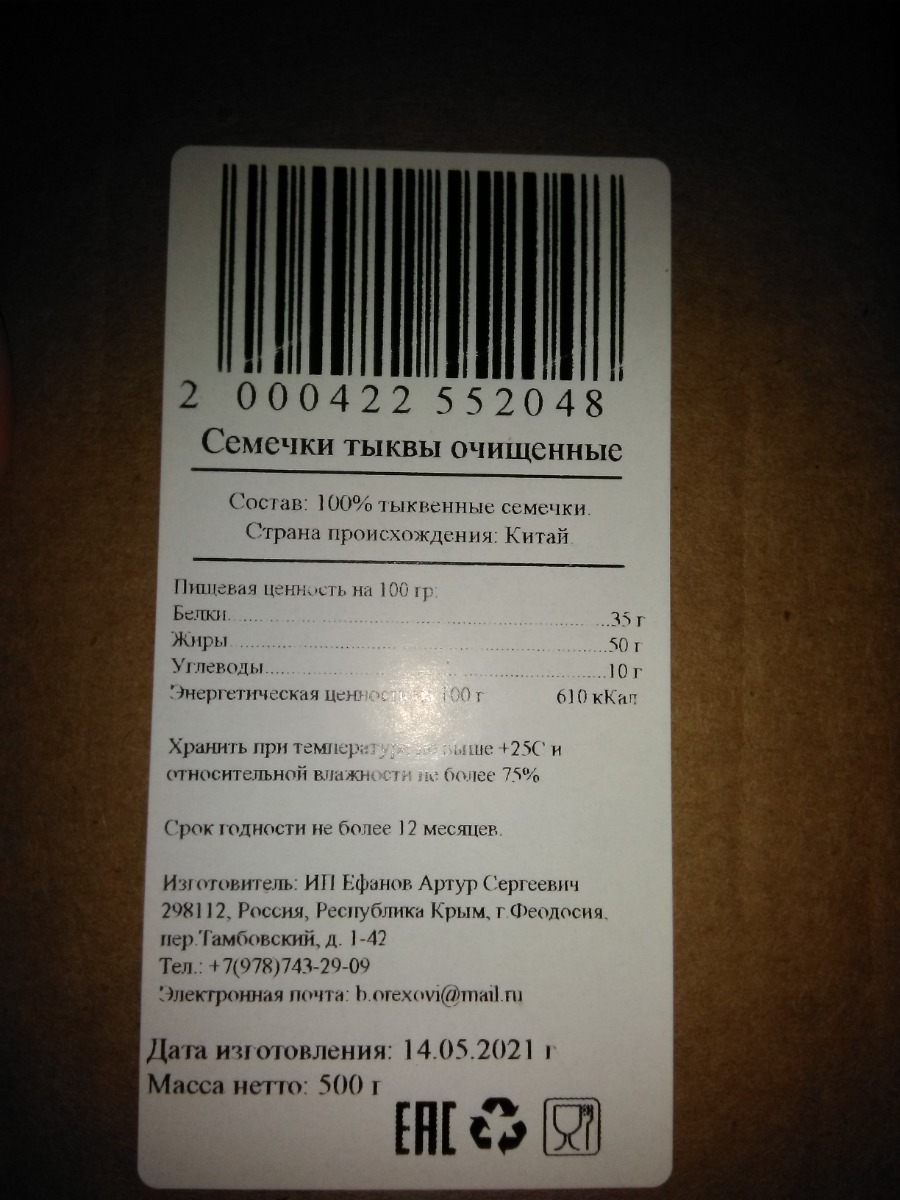 2 000422 552048
Семечки тыквы очищенные
Состав: 100% тыквенные семечки.
Страна происхождения: Китай
Пищевая ценность на 100 гр:
Белки.....35 г
Жиры.....50 г
Углеводы.....10 г
Энергетическая ценность 100 г 610 кКал
Хранить при температуре не выше +25С и
относительной влажности не более 75%
Срок годности не более 12 месяцев.
Изготовитель: ИП Ефанов Артур Сергеевич
298112, Россия, Республика Крым, г.Феодосия,
пер.Тамбовский, д. 1-42
Тел.: +7(978)743-29-09
Электронная почта: b.orexovi@mail.ru
Дата изготовления: 14.05.2021 г
Масса нетто: 500 г
EAC